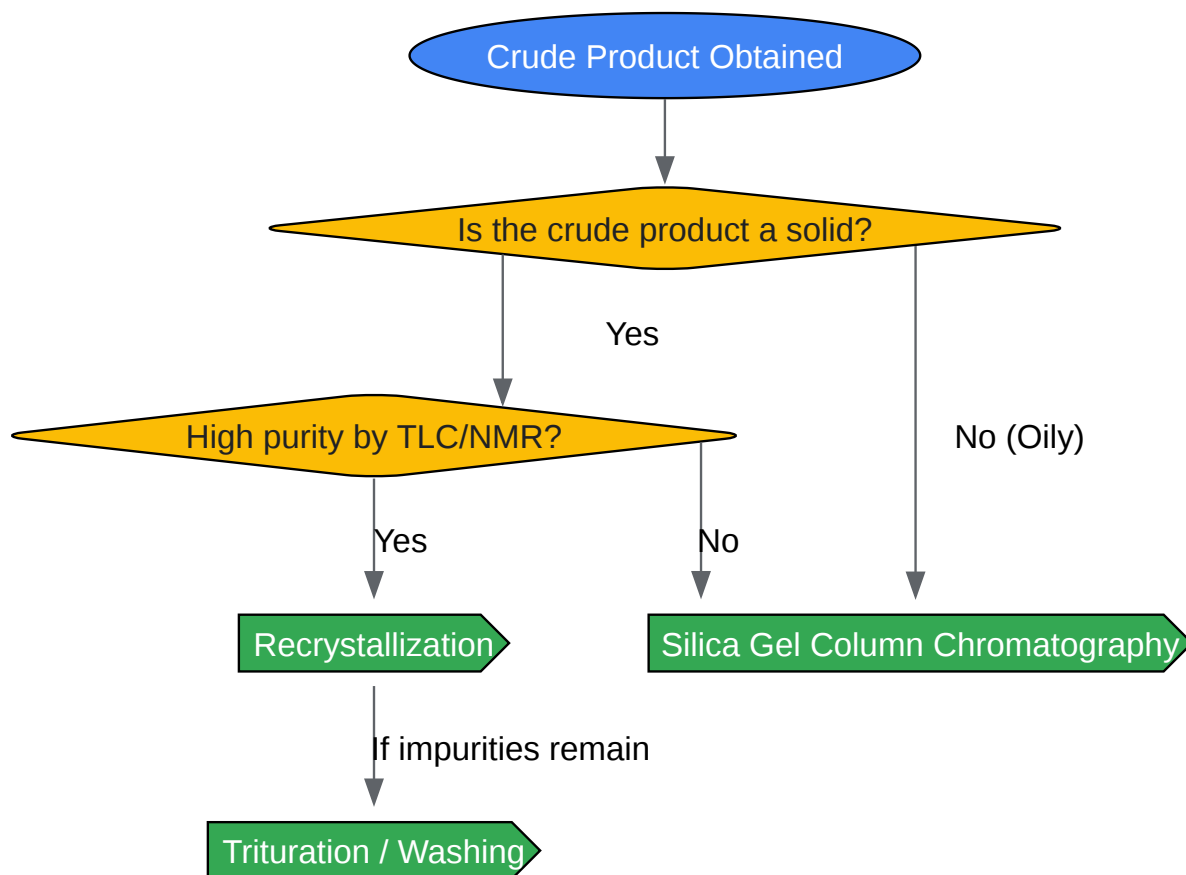 Crude Product Obtained
Is the crude product a solid?
Yes
High purity by TLC/NMR?
No (Oily)
Yes
No
Recrystallization
Silica Gel Column Chromatography
If impurities remain
Trituration / Washing